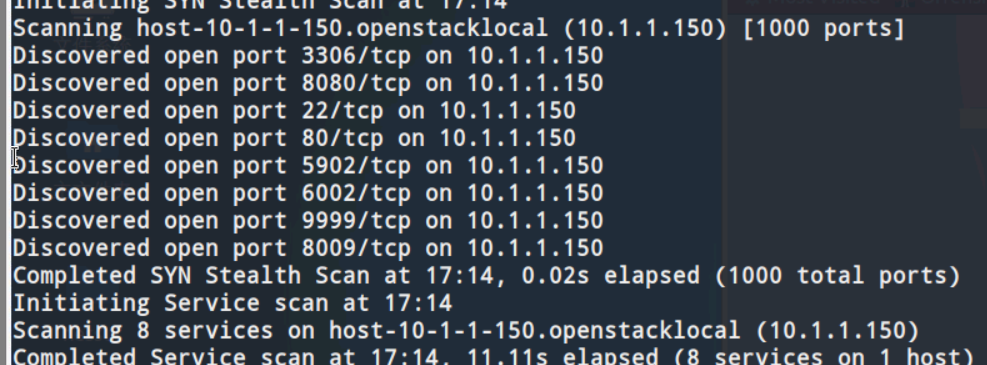 Initiating SYN Stealth Scan at 17:14
Scanning host-10-1-1-150.openstacklocal (10.1.1.150) [1000 ports]
Discovered open port 3306/tcp on 10.1.1.150
Discovered open port 8080/tcp on 10.1.1.150
Discovered open port 22/tcp on 10.1.1.150
Discovered open port 80/tcp on 10.1.1.150
Discovered open port 5902/tcp on 10.1.1.150
Discovered open port 6002/tcp on 10.1.1.150
Discovered open port 9999/tcp on 10.1.1.150
Discovered open port 8009/tcp on 10.1.1.150
Completed SYN Stealth Scan at 17:14, 0.02s elapsed (1000 total ports)
Initiating Service scan at 17:14
Scanning 8 services on host-10-1-1-150.openstacklocal (10.1.1.150)
Completed Service scan at 17:14, 11.11s elapsed (8 services on 1 host)